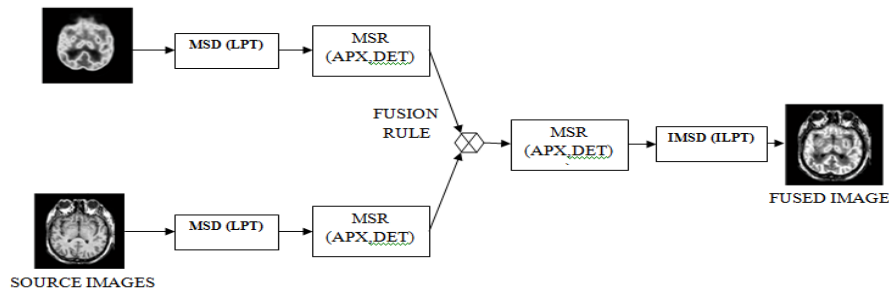 MSD (LPT)
MSR
(APX,DET)
FUSION
RULE
MSR
(APX,DET)
IMSD (ILPT)
FUSED IMAGE
MSD (LPT)
MSR
(APX,DET)
SOURCE IMAGES